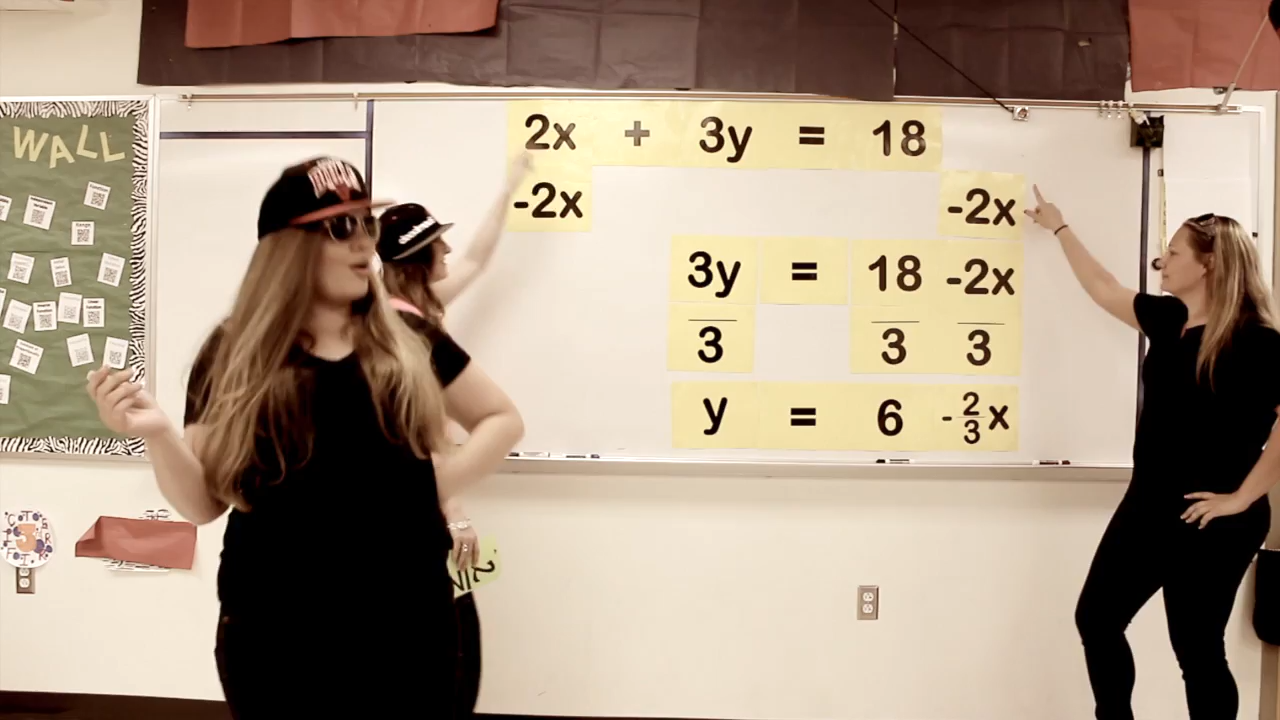 WALL
2x + 3y = 18
-2x -2x
3y = 18 -2x
3 3 3
y = 6 -2/3x